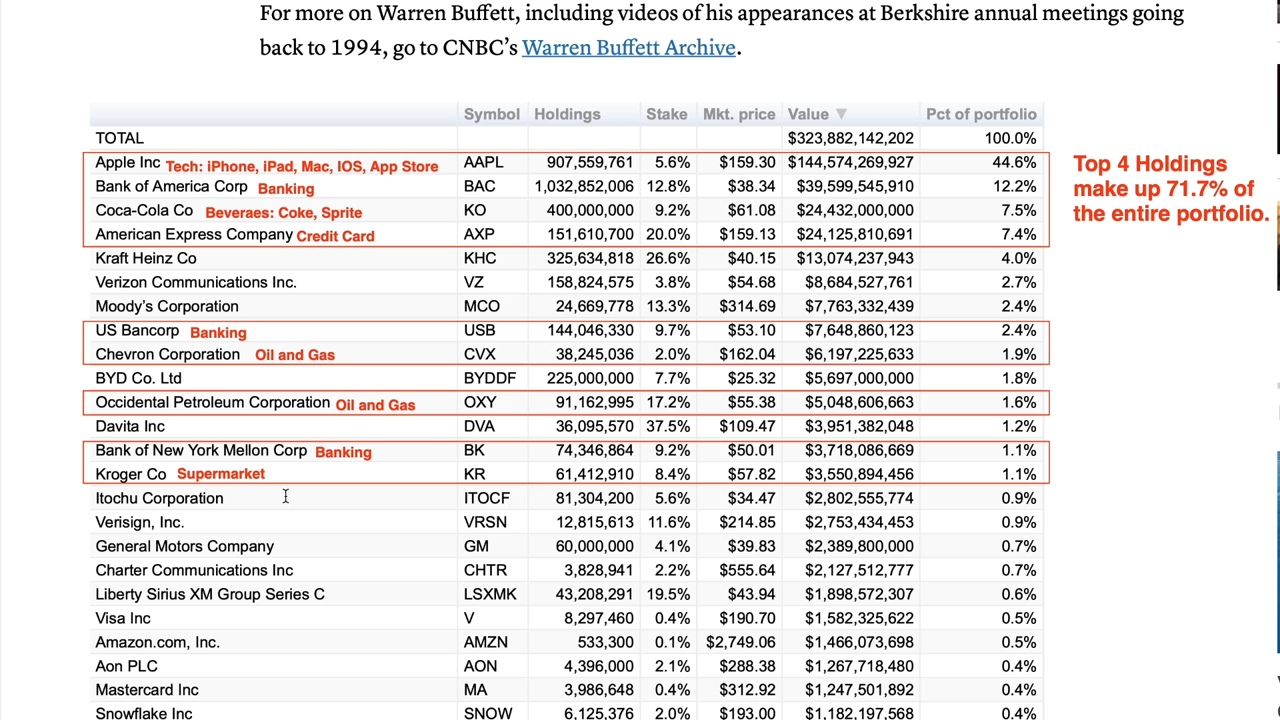 For more on Warren Buffett, including videos of his appearances at Berkshire annual meetings going
back to 1994, go to CNBC’s Warren Buffett Archive.
Symbol Holdings Stake Mkt. price Value ▼ Pct of portfolio
TOTAL $323,882,142,202 100.0%
Apple Inc Tech: iPhone, iPad, Mac, IOS, App Store AAPL 907,559,761 5.6% $159.30 $144,574,269,927 44.6%
Bank of America Corp Banking BAC 1,032,852,006 12.8% $38.34 $39,599,545,910 12.2%
Coca-Cola Co Beveraes: Coke, Sprite KO 400,000,000 9.2% $61.08 $24,432,000,000 7.5%
American Express Company Credit Card AXP 151,610,700 20.0% $159.13 $24,125,810,691 7.4%
Top 4 Holdings
make up 71.7% of
the entire portfolio.
Kraft Heinz Co KHC 325,634,818 26.6% $40.15 $13,074,237,943 4.0%
Verizon Communications Inc. VZ 158,824,575 3.8% $54.68 $8,684,527,761 2.7%
Moody’s Corporation MCO 24,669,778 13.3% $314.69 $7,763,332,439 2.4%
US Bancorp Banking USB 144,046,330 9.7% $53.10 $7,648,860,123 2.4%
Chevron Corporation Oil and Gas CVX 38,245,036 2.0% $162.04 $6,197,225,633 1.9%
BYD Co. Ltd BYDDF 225,000,000 7.7% $25.32 $5,697,000,000 1.8%
Occidental Petroleum Corporation Oil and Gas OXY 91,162,995 17.2% $55.38 $5,048,606,663 1.6%
Davita Inc DVA 36,095,570 37.5% $109.47 $3,951,382,048 1.2%
Bank of New York Mellon Corp Banking BK 74,346,864 9.2% $50.01 $3,718,086,669 1.1%
Kroger Co Supermarket KR 61,412,910 8.4% $57.82 $3,550,894,456 1.1%
Itochu Corporation ITOCF 81,304,200 5.6% $34.47 $2,802,555,774 0.9%
Verisign, Inc. VRSN 12,815,613 11.6% $214.85 $2,753,434,453 0.9%
General Motors Company GM 60,000,000 4.1% $39.83 $2,389,800,000 0.7%
Charter Communications Inc CHTR 3,828,941 2.2% $555.64 $2,127,512,777 0.7%
Liberty Sirius XM Group Series C LSXMK 43,208,291 19.5% $43.94 $1,898,572,307 0.6%
Visa Inc V 8,297,460 0.4% $190.70 $1,582,325,622 0.5%
Amazon.com, Inc. AMZN 533,300 0.1% $2,749.06 $1,466,073,698 0.5%
Aon PLC AON 4,396,000 2.1% $288.38 $1,267,718,480 0.4%
Mastercard Inc MA 3,986,648 0.4% $312.92 $1,247,501,892 0.4%
Snowflake Inc SNOW 6,125,376 2.0% $193.00 $1,182,197,568 0.4%